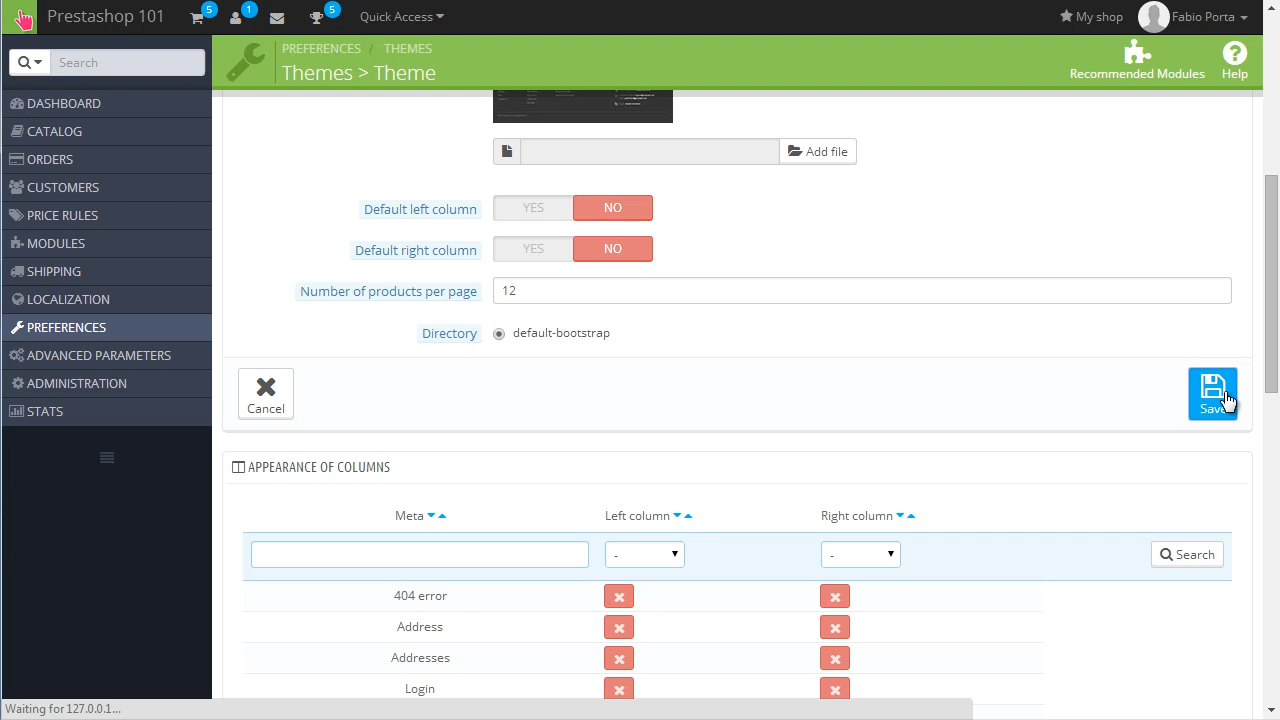 Prestashop 101
5
1
5
Quick Access
My shop
Fabio Porta
Search
PREFERENCES / THEMES
Themes > Theme
Recommended Modules
Help
DASHBOARD
CATALOG
ORDERS
CUSTOMERS
PRICE RULES
MODULES
SHIPPING
LOCALIZATION
PREFERENCES
ADVANCED PARAMETERS
ADMINISTRATION
STATS
Add file
Default left column YES NO
Default right column YES NO
Number of products per page 12
Directory default-bootstrap
Cancel
Save
APPEARANCE OF COLUMNS
Meta Left column Right column
- - Search
404 error
Address
Addresses
Login
Waiting for 127.0.0.1...